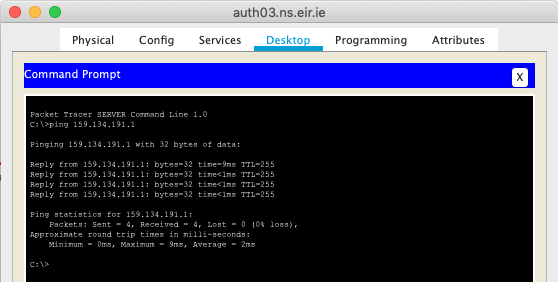 auth03.ns.eir.ie
Physical Config Services Desktop Programming Attributes
Command Prompt
X
Packet Tracer SERVER Command Line 1.0
C:\>ping 159.134.191.1
Pinging 159.134.191.1 with 32 bytes of data:
Reply from 159.134.191.1: bytes=32 time=9ms TTL=255
Reply from 159.134.191.1: bytes=32 time<1ms TTL=255
Reply from 159.134.191.1: bytes=32 time<1ms TTL=255
Reply from 159.134.191.1: bytes=32 time<1ms TTL=255
Ping statistics for 159.134.191.1:
Packets: Sent = 4, Received = 4, Lost = 0 (0% loss),
Approximate round trip times in milli-seconds:
Minimum = 0ms, Maximum = 9ms, Average = 2ms
C:\>